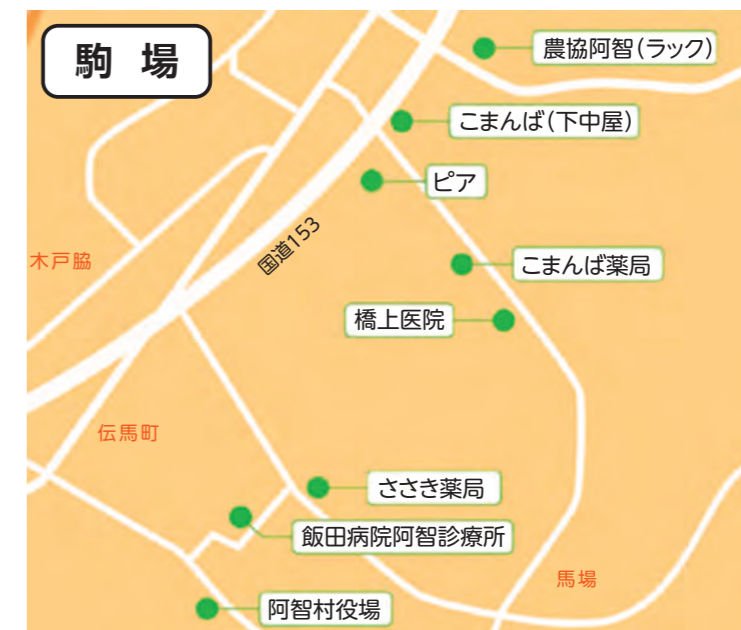 駒場
農協阿智(ラック)
こまんば(下中屋)
ピア
国道153
木戸脇
こまんば薬局
橋上医院
伝馬町
ささき薬局
飯田病院阿智診療所
馬場
阿智村役場